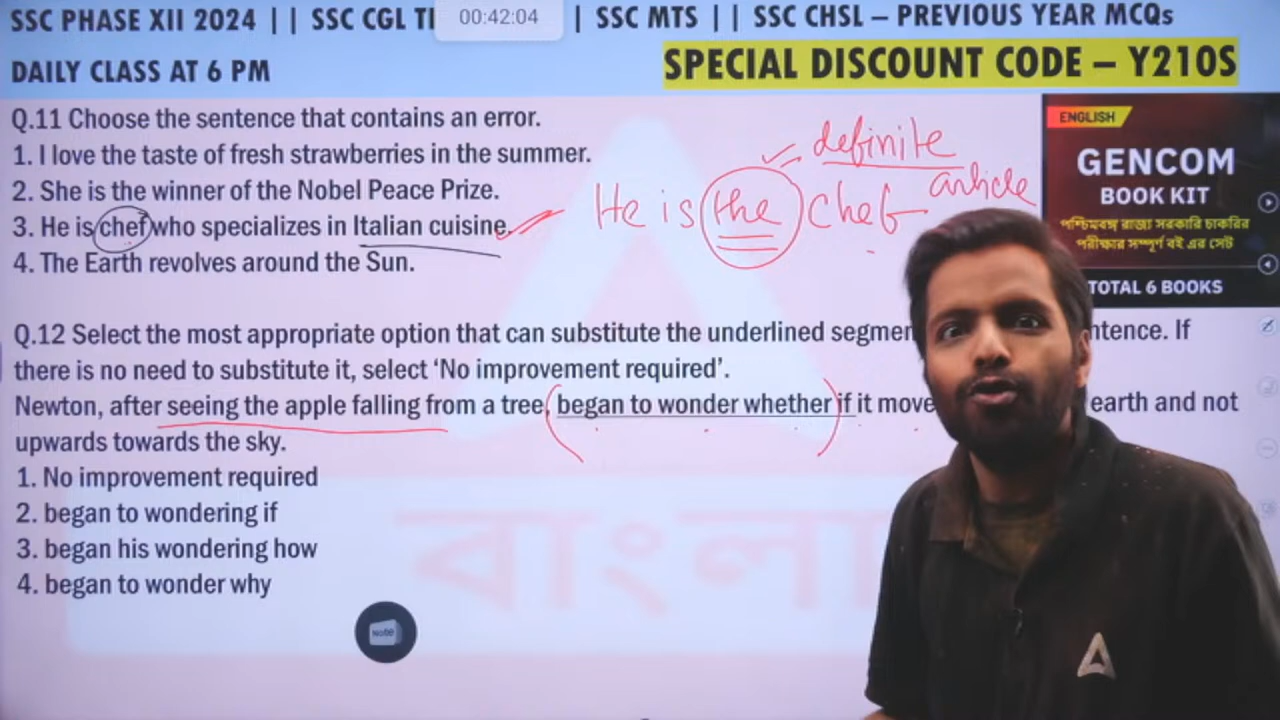 SSC PHASE XII 2024 || SSC CGL TI
00:42:04
| SSC MTS || SSC CHSL – PREVIOUS YEAR MCQs
DAILY CLASS AT 6 PM
SPECIAL DISCOUNT CODE – Y210S
Q.11 Choose the sentence that contains an error.
1. I love the taste of fresh strawberries in the summer.
2. She is the winner of the Nobel Peace Prize.
3. He is chef who specializes in Italian cuisine.
4. The Earth revolves around the Sun.
definite
article
He is the chef
ENGLISH
GENCOM
BOOK KIT
পশ্চিমবঙ্গ রাজ্য সরকারি চাকরির
পরীক্ষার সম্পূর্ণ বই এর সেট
TOTAL 6 BOOKS
Q.12 Select the most appropriate option that can substitute the underlined segmen ntence. If
there is no need to substitute it, select ‘No improvement required’.
Newton, after seeing the apple falling from a tree, began to wonder whether if it move earth and not
upwards towards the sky.
1. No improvement required
2. began to wondering if
3. began his wondering how
4. began to wonder why
Note
বাংলা